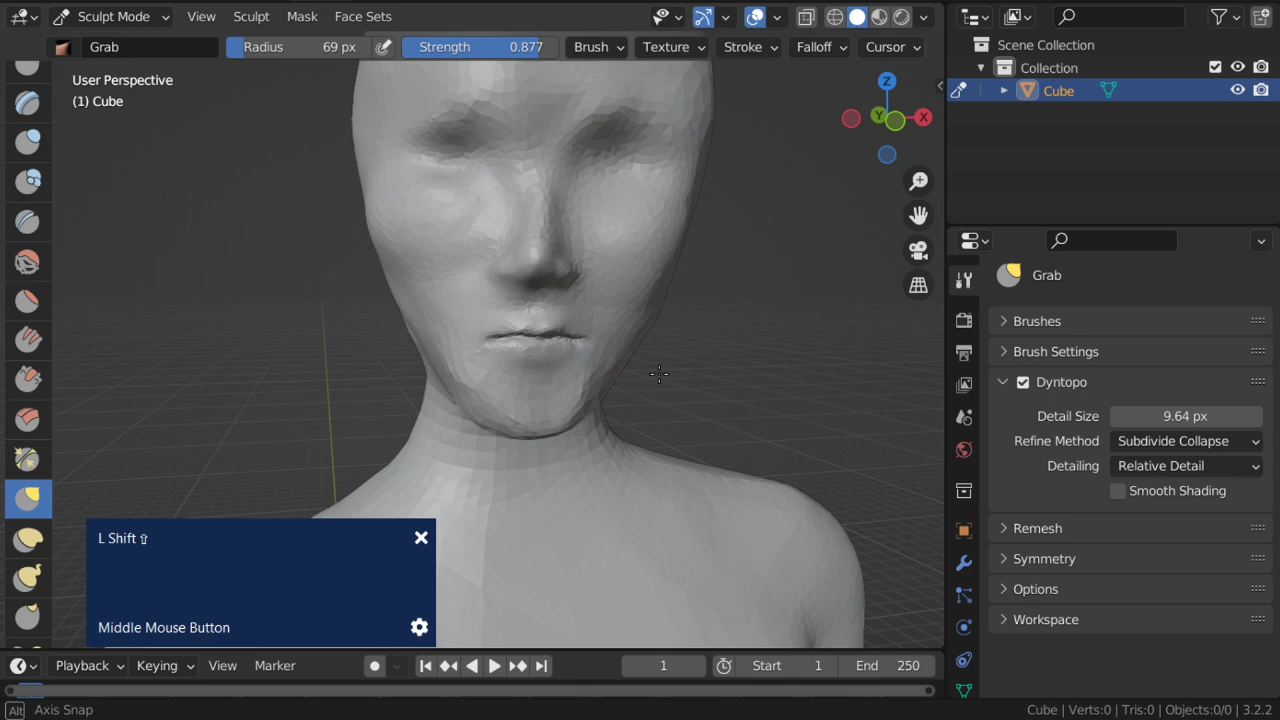 Sculpt Mode View Sculpt Mask Face Sets
Scene Collection
Grab Radius 69 px Strength 0.877 Brush Texture Stroke Falloff Cursor
Collection
User Perspective
(1) Cube
Cube
Z
Y
X
Grab
Brushes
Brush Settings
Dyntopo
Detail Size 9.64 px
Refine Method Subdivide Collapse
Detailing Relative Detail
Smooth Shading
Remesh
Symmetry
Options
Workspace
L Shift ⇧
Middle Mouse Button
Playback Keying View Marker 1 Start 1 End 250
Alt Axis Snap Cube | Verts:0 | Tris:0 | Objects:0/0 | 3.2.2